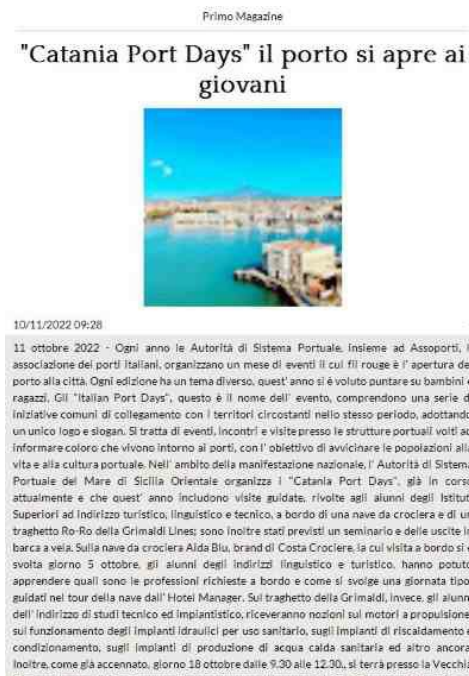 Primo Magazine
"Catania Port Days" il porto si apre ai
giovani
10/11/2022 09:28
11 ottobre 2022 - Ogni anno le Autorità di Sistema Portuale, insieme ad Assoporti, l
associazione dei porti italiani, organizzano un mese di eventi il cui fil rouge è l' apertura de
porto alla città. Ogni edizione ha un tema diverso, quest' anno si è voluto puntare su bambini e
ragazzi. Gli "Italian Port Days", questo è il nome dell' evento, comprendono una serie d
iniziative comuni di collegamento con i territori circostanti nello stesso periodo, adottando
un unico logo e slogan. Si tratta di eventi, incontri e visite presso le strutture portuali volti ad
informare coloro che vivono intorno ai porti, con l' obiettivo di avvicinare le popolazioni alla
vita e alla cultura portuale. Nell' ambito della manifestazione nazionale, l' Autorità di Sistema
Portuale del Mare di Sicilia Orientale organizza i "Catania Port Days", già in corso
attualmente e che quest' anno includono visite guidate, rivolte agli alunni degli Istitut
Superiori ad indirizzo turistico, linguistico e tecnico, a bordo di una nave da crociera e di un
traghetto Ro-Ro della Grimaldi Lines; sono inoltre stati previsti un seminario e delle uscite in
barca a vela. Sulla nave da crociera Aida Blu, brand di Costa Crociere, la cui visita a bordo si è
svolta giorno 5 ottobre, gli alunni degli indirizzi linguistico e turistico, hanno potuto
apprendere quali sono le professioni richieste a bordo e come si svolge una giornata tipo
guidati nel tour della nave dall' Hotel Manager. Sul traghetto della Grimaldi, invece, gli alunn
dell' indirizzo di studi tecnico ed impiantistico, riceveranno nozioni sui motori a propulsione
sul funzionamento degli impianti idraulici per uso sanitario, sugli impianti di riscaldamento e
condizionamento, sugli impianti di produzione di acqua calda sanitaria ed altro ancora
Inoltre, come già accennato, giorno 18 ottobre dalle 9.30 alle 12.30., si terrà presso la Vecchia